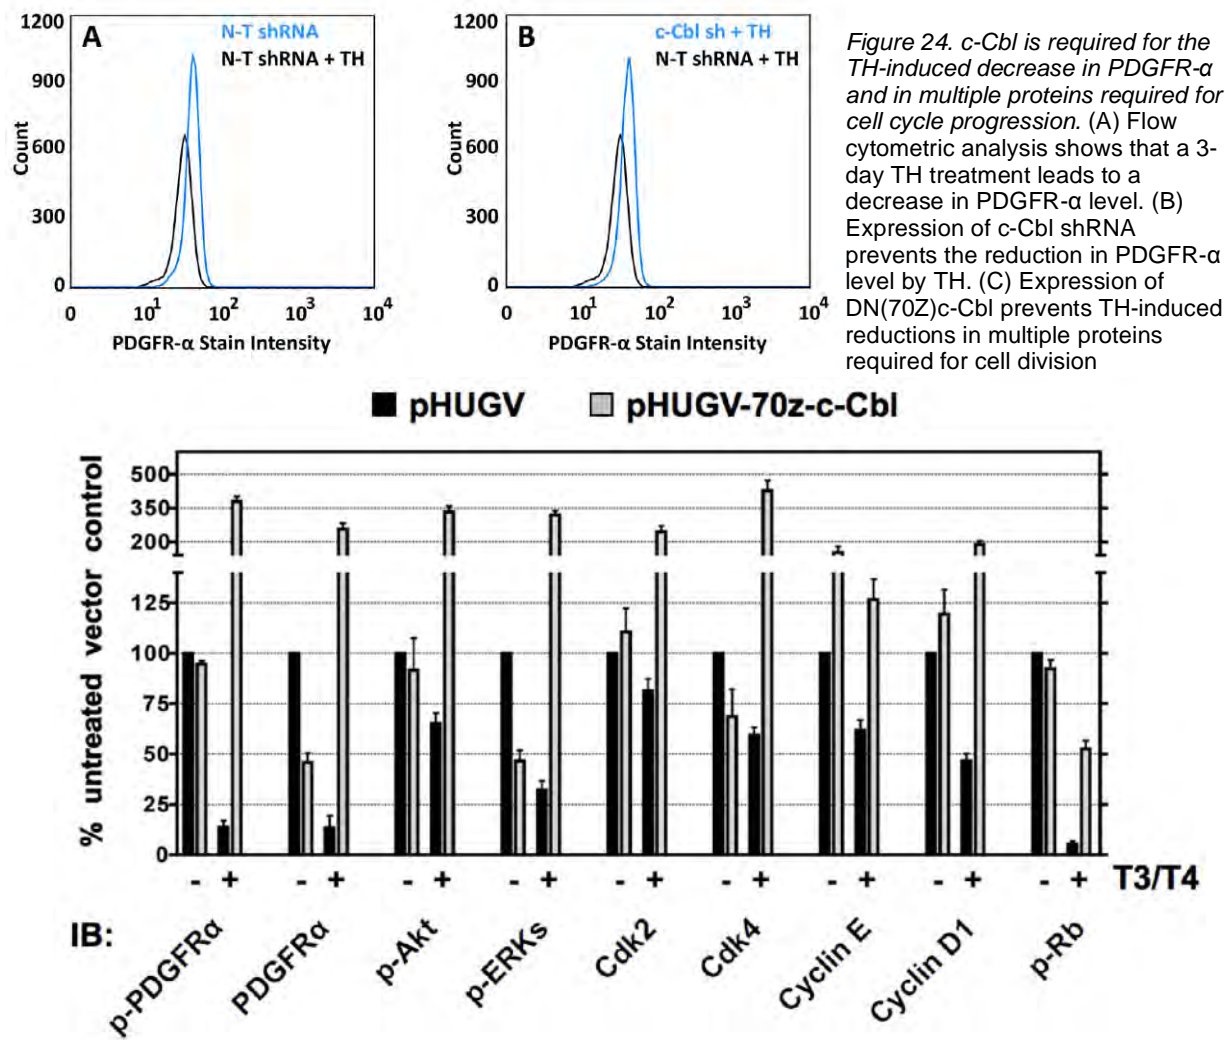 1200
900
600
300
0
Count
A
N-T shRNA
N-T shRNA + TH
0
10¹
10²
10³
10⁴
PDGFR-α Stain Intensity
1200
900
600
300
0
Count
B
c-Cbl sh + TH
N-T shRNA + TH
0
10¹
10²
10³
10⁴
PDGFR-α Stain Intensity
Figure 24. c-Cbl is required for the
TH-induced decrease in PDGFR-α
and in multiple proteins required for
cell cycle progression. (A) Flow
cytometric analysis shows that a 3-
day TH treatment leads to a
decrease in PDGFR-α level. (B)
Expression of c-Cbl shRNA
prevents the reduction in PDGFR-α
level by TH. (C) Expression of
DN(70Z)c-Cbl prevents TH-induced
reductions in multiple proteins
required for cell division
pHUGV
pHUGV-70z-c-Cbl
% untreated vector control
500
350
200
125
100
75
50
25
0
- + - + - + - + - + - + - + - + - + T3/T4
IB:
p-PDGFRα
PDGFRα
p-Akt
p-ERKs
Cdk2
Cdk4
Cyclin E
Cyclin D1
p-Rb